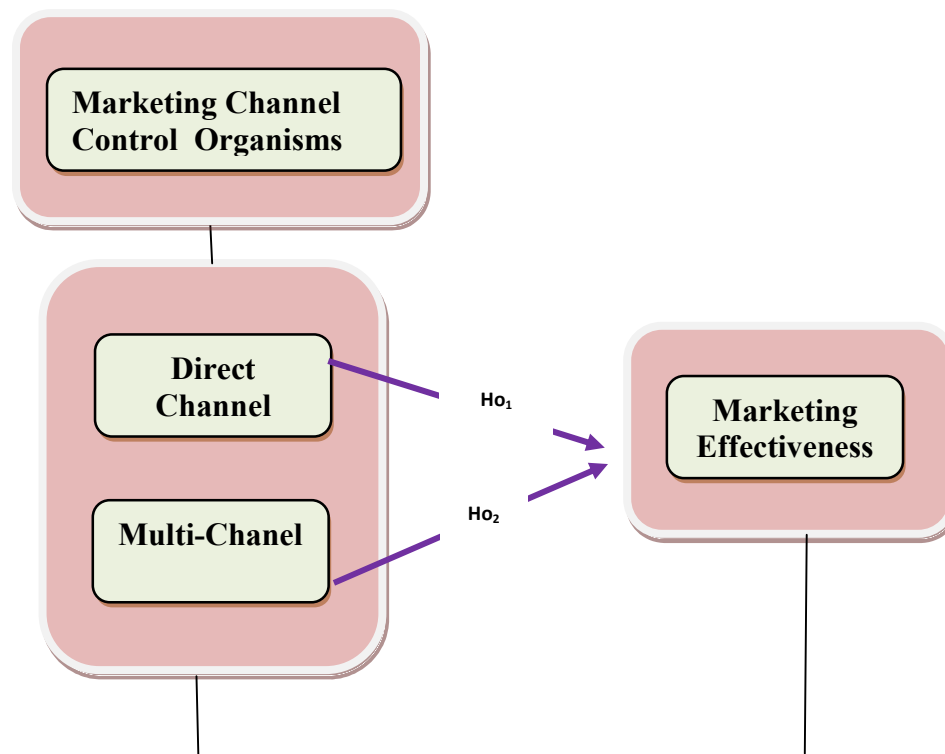 Marketing Channel
Control Organisms
Direct
Channel
Ho₁
Marketing
Effectiveness
Multi-Chanel
Ho₂